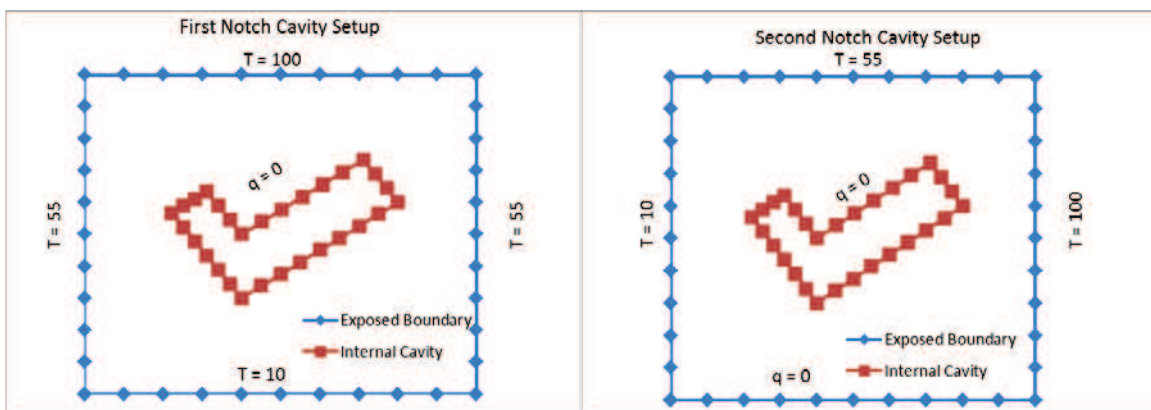 First Notch Cavity Setup
T = 100
q = 0
T = 55
T = 55
Exposed Boundary
Internal Cavity
T = 10
Second Notch Cavity Setup
T = 55
q = 0
T = 10
T = 100
Exposed Boundary
Internal Cavity
q = 0